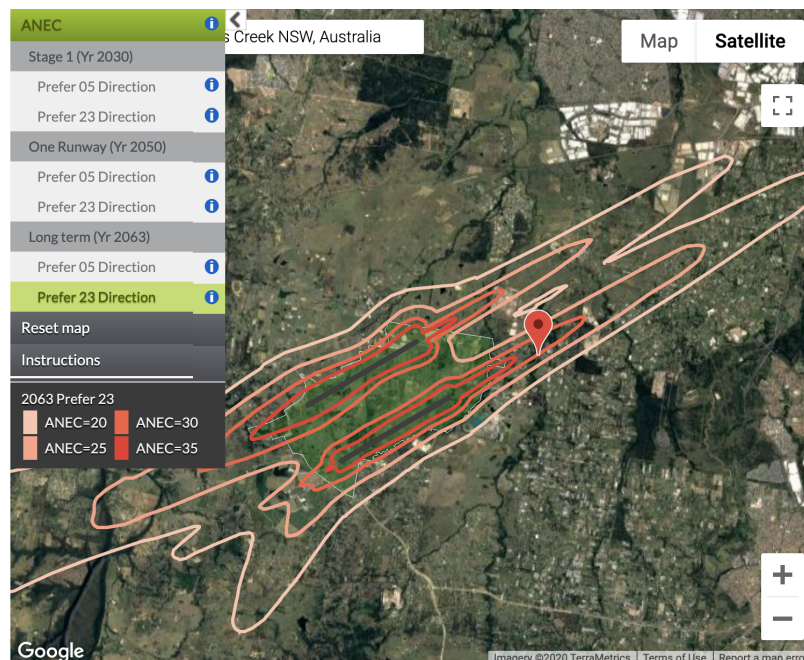 ANEC
s Creek NSW, Australia
Map
Satellite
Stage 1 (Yr 2030)
Prefer 05 Direction
Prefer 23 Direction
One Runway (Yr 2050)
Prefer 05 Direction
Prefer 23 Direction
Long term (Yr 2063)
Prefer 05 Direction
Prefer 23 Direction
Reset map
Instructions
2063 Prefer 23
ANEC=20
ANEC=30
ANEC=25
ANEC=35
+
−
Google
Imagery ©2020 TerraMetrics
Terms of Use
Report a map erro